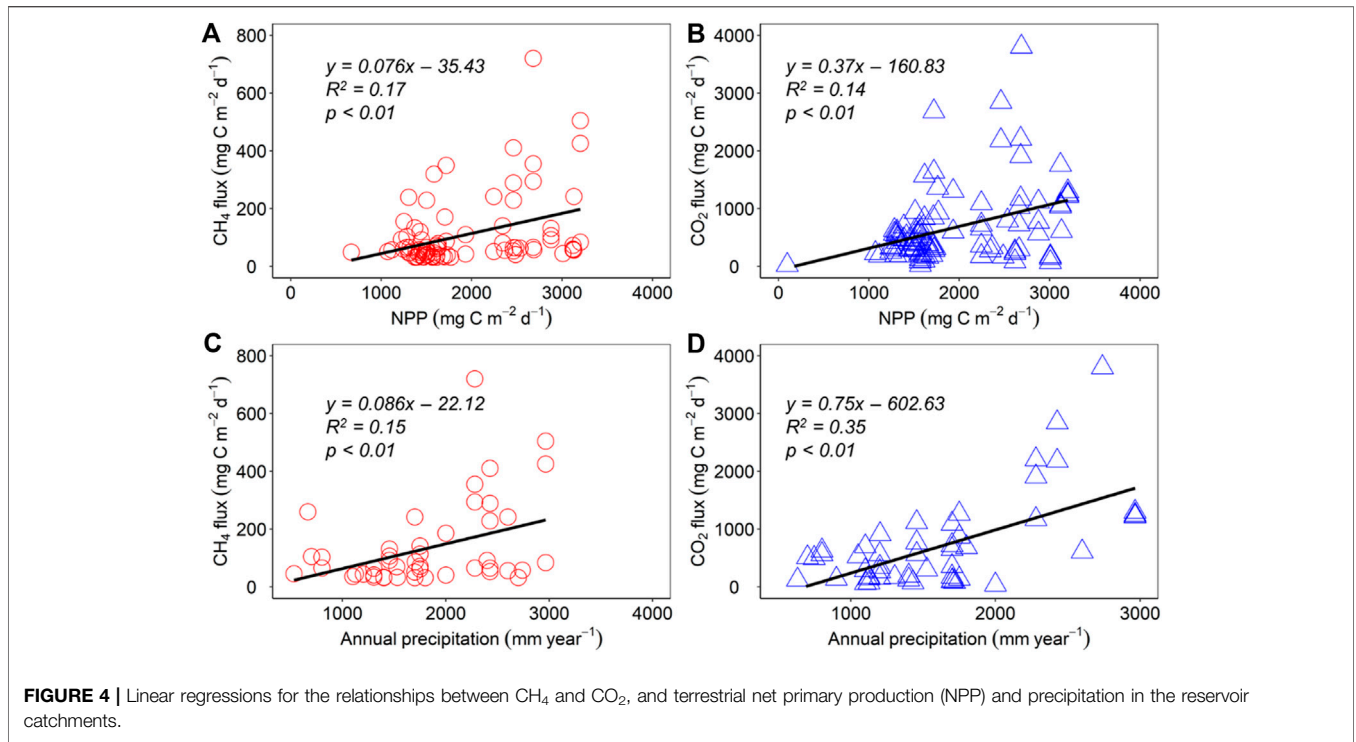 A
800
600
400
200
0
CH₄ flux (mg C m⁻² d⁻¹)
y = 0.076x − 35.43
R² = 0.17
p < 0.01
0 1000 2000 3000 4000
NPP (mg C m⁻² d⁻¹)
B
4000
3000
2000
1000
0
CO₂ flux (mg C m⁻² d⁻¹)
y = 0.37x − 160.83
R² = 0.14
p < 0.01
0 1000 2000 3000 4000
NPP (mg C m⁻² d⁻¹)
C
800
600
400
200
0
CH₄ flux (mg C m⁻² d⁻¹)
y = 0.086x − 22.12
R² = 0.15
p < 0.01
1000 2000 3000 4000
Annual precipitation (mm year⁻¹)
D
4000
3000
2000
1000
0
CO₂ flux (mg C m⁻² d⁻¹)
y = 0.75x − 602.63
R² = 0.35
p < 0.01
1000 2000 3000
Annual precipitation (mm year⁻¹)
FIGURE 4 | Linear regressions for the relationships between CH₄ and CO₂, and terrestrial net primary production (NPP) and precipitation in the reservoir
catchments.